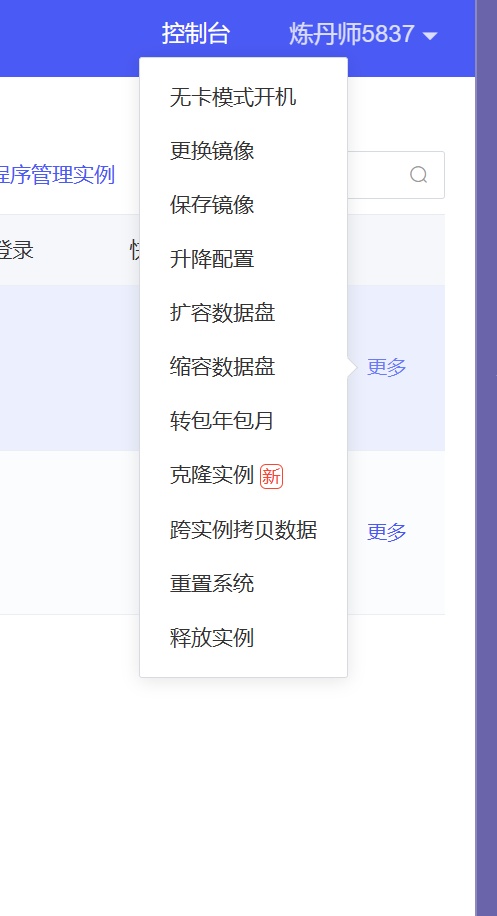 控制台
炼丹师5837
程序管理实例
登录
无卡模式开机
更换镜像
保存镜像
升降配置
扩容数据盘
缩容数据盘
更多
转包年包月
克隆实例 新
跨实例拷贝数据
更多
重置系统
释放实例